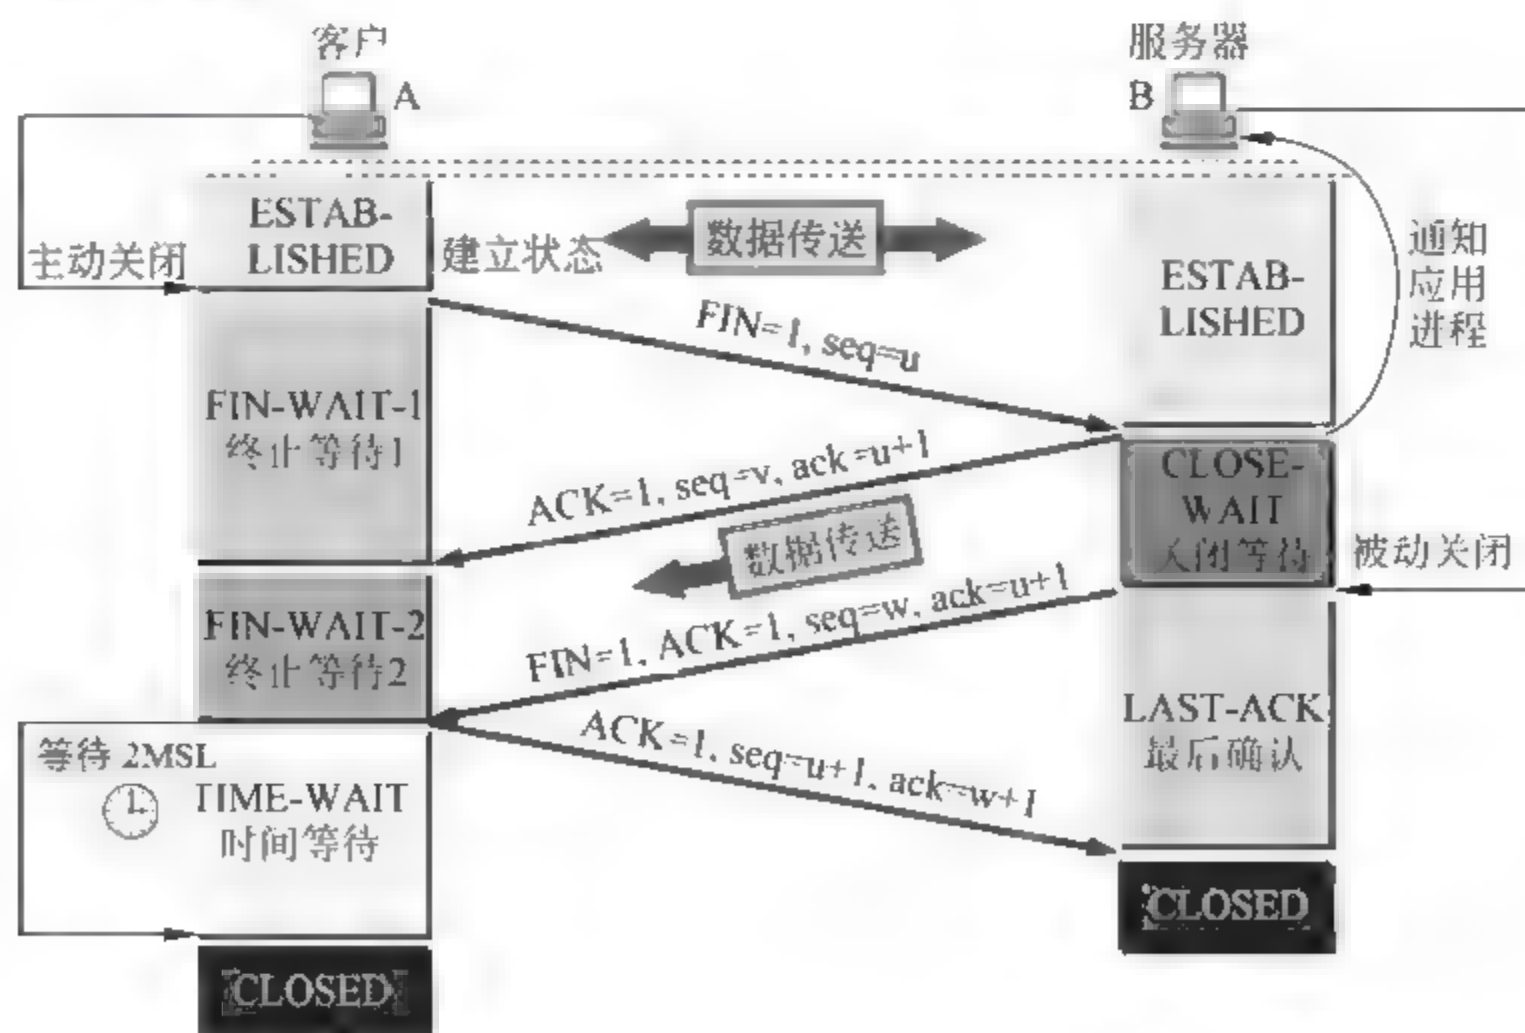 客户
服务器
A
B
ESTAB-
LISHED
主动关闭
建立状态
数据传送
ESTAB-
LISHED
通知
应用
进程
FIN=1, seq=u
FIN-WAIT-1
终止等待1
ACK=1, seq=v, ack=u+1
CLOSE-
WAIT
关闭等待
被动关闭
数据传送
FIN-WAIT-2
终止等待2
FIN=1, ACK=1, seq=w, ack=u+1
ACK=1, seq=u+1, ack=w+1
LAST-ACK
最后确认
等待 2MSL
TIME-WAIT
时间等待
CLOSED
CLOSED